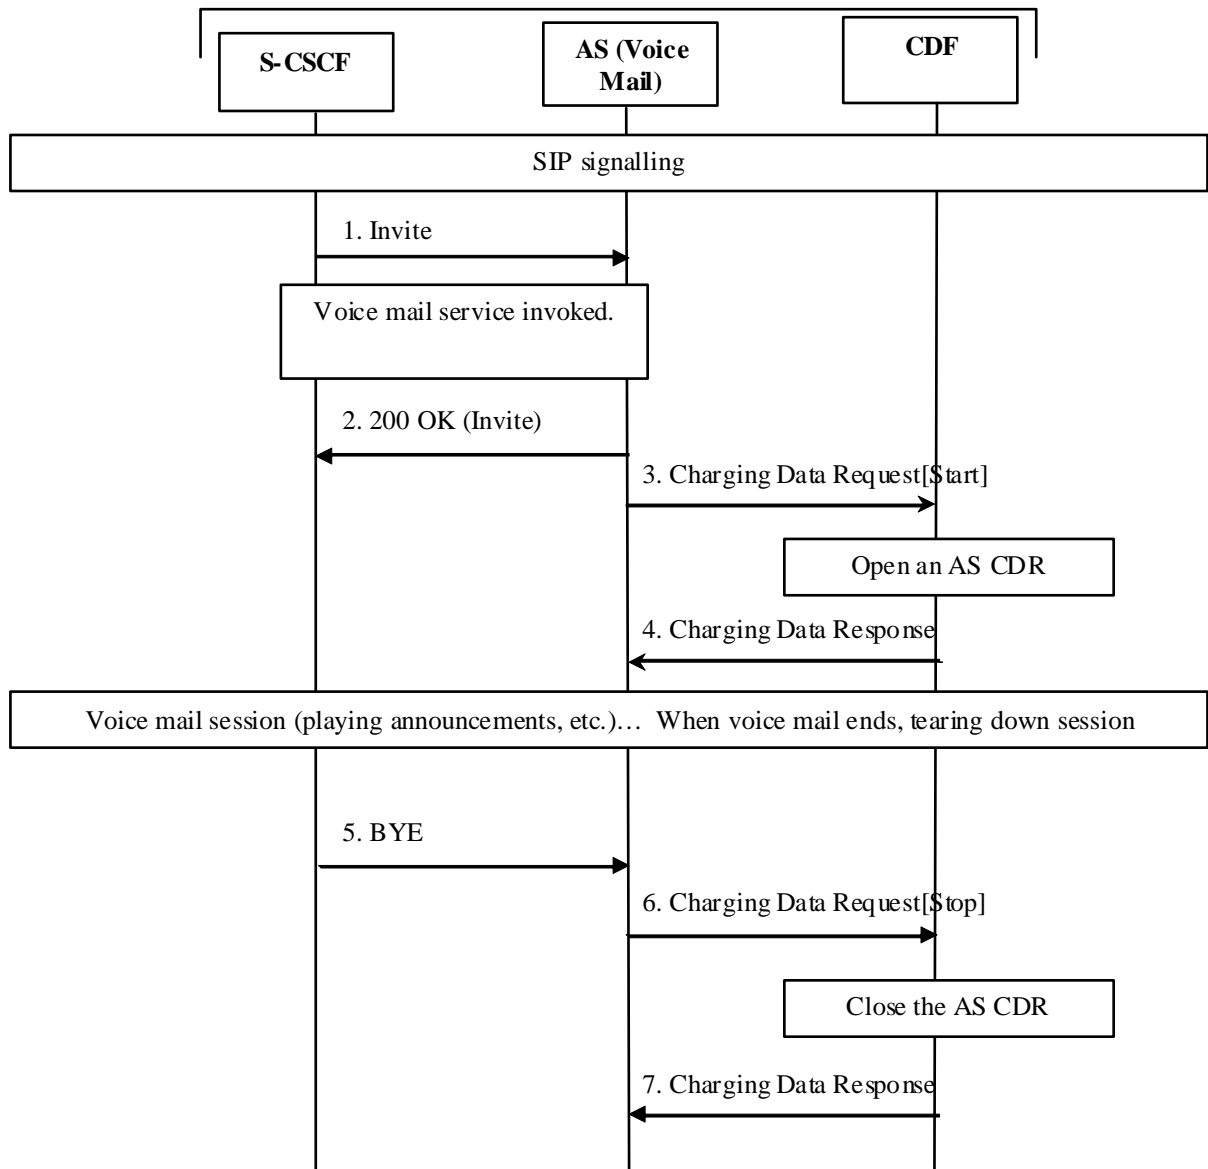 S-CSCF
AS (Voice
Mail)
CDF
SIP signalling
1. Invite
Voice mail service invoked.
2. 200 OK (Invite)
3. Charging Data Request[Start]
Open an AS CDR
4. Charging Data Response
Voice mail session (playing announcements, etc.)… When voice mail ends, tearing down session
5. BYE
6. Charging Data Request[Stop]
Close the AS CDR
7. Charging Data Response